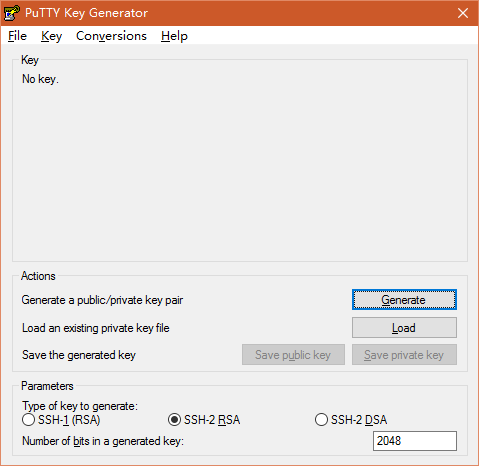 PuTTY Key Generator
File Key Conversions Help
Key
No key.
Actions
Generate a public/private key pair Generate
Load an existing private key file Load
Save the generated key Save public key Save private key
Parameters
Type of key to generate:
SSH-1 (RSA) SSH-2 RSA SSH-2 DSA
Number of bits in a generated key: 2048